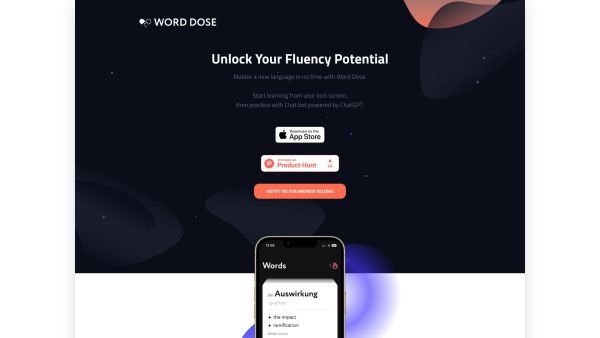 WORD DOSE
Unlock Your Fluency Potential
Master a new language in no time with Word Dose.
Start learning from your lock screen,
then practice with Chat bot powered by ChatGPT.
Download on the
App Store
Product Hunt
NOTIFY ME FOR ANDROID RELEASE
Words
die Auswirkung
the impact
ramification